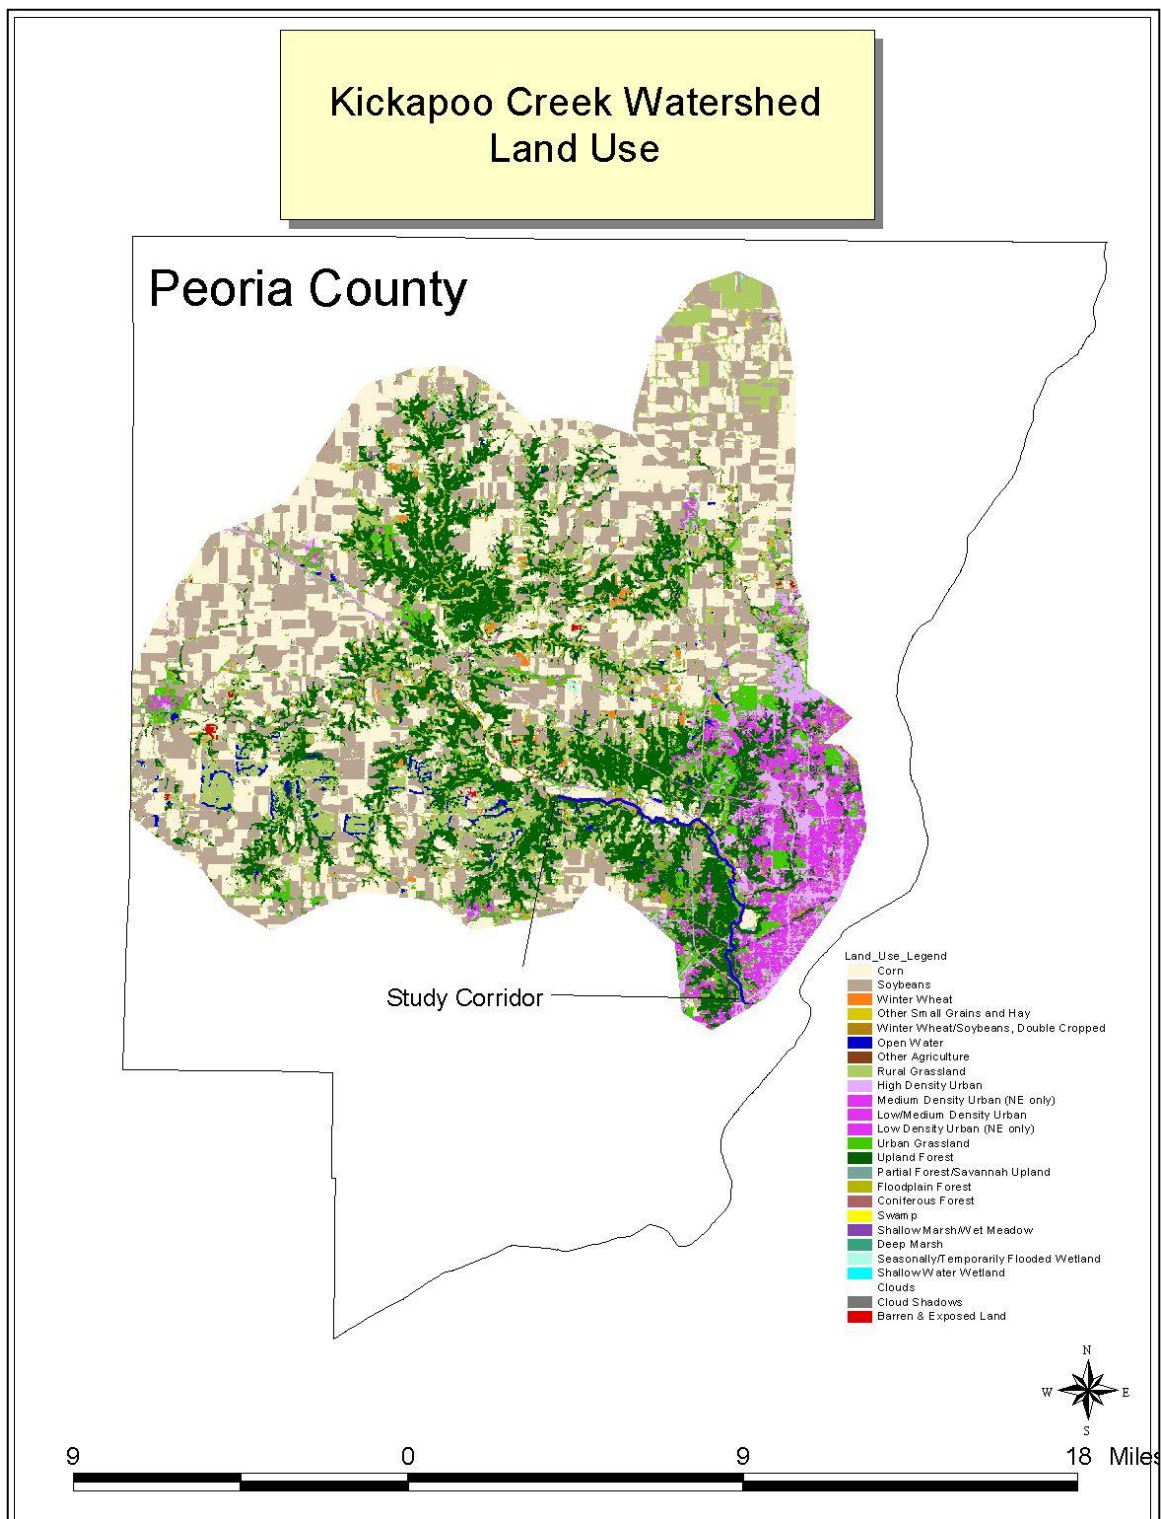 Kickapoo Creek Watershed
Land Use
Peoria County
Study Corridor
Land_Use_Legend
Corn
Soybeans
Winter Wheat
Other Small Grains and Hay
Winter Wheat/Soybeans, Double Cropped
Open Water
Other Agriculture
Rural Grassland
High Density Urban
Medium Density Urban (NE only)
Low/Medium Density Urban
Low Density Urban (NE only)
Urban Grassland
Upland Forest
Partial Forest/Savannah Upland
Floodplain Forest
Coniferous Forest
Swamp
Shallow Marsh/Wet Meadow
Deep Marsh
Seasonally/Temporarily Flooded Wetland
Shallow Water Wetland
Clouds
Cloud Shadows
Barren & Exposed Land
N
W E
S
9 0 9 18 Miles